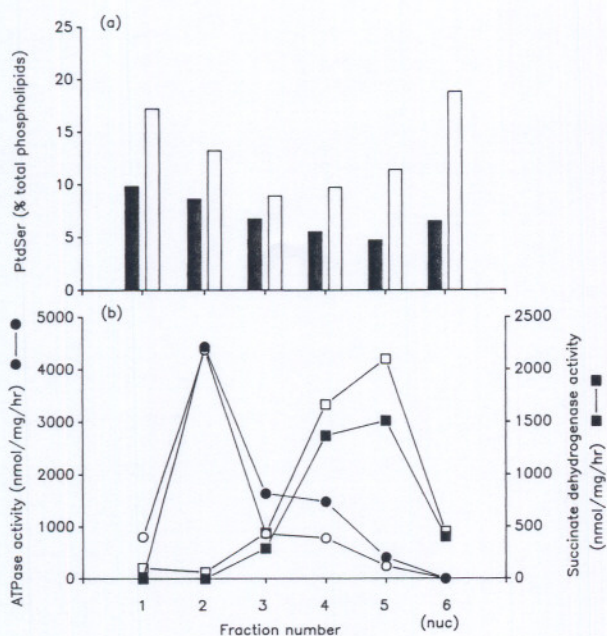 (a)
25
20
15
10
5
0
PtdSer (% total phospholipids)
(b)
5000
4000
3000
2000
1000
0
ATPase activity (nmol/mg/hr)
2500
2000
1500
1000
500
0
Succinate dehydrogenase activity
(nmol/mg/hr)
1 2 3 4 5 6
(nuc)
Fraction number